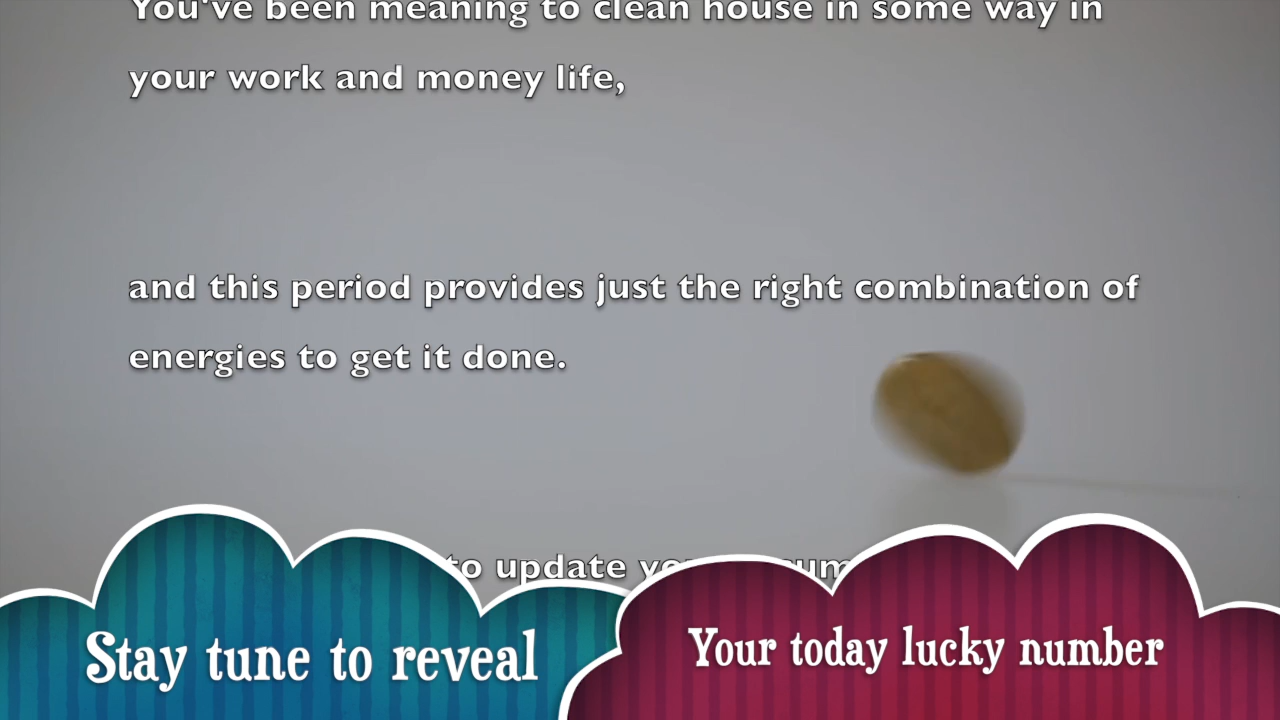 You've been meaning to clean house in some way in
your work and money life,
and this period provides just the right combination of
energies to get it done.
to update
Stay tune to reveal
Your today lucky number